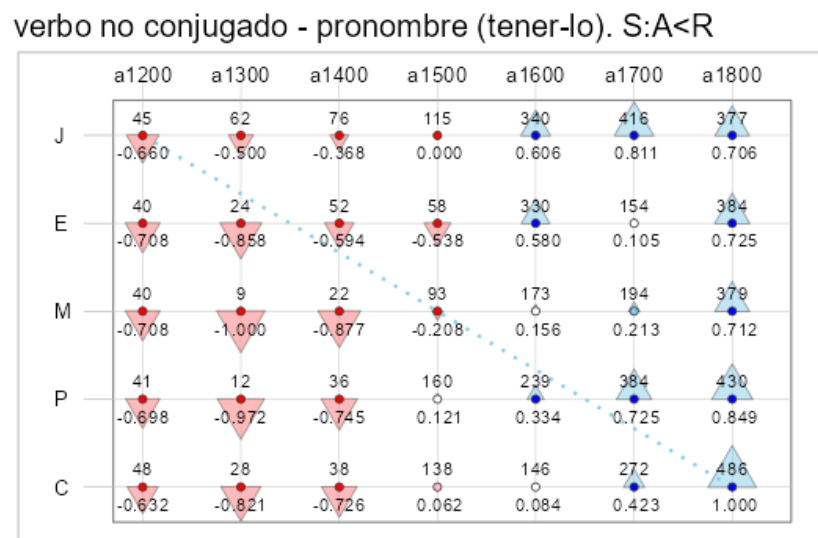 verbo no conjugado - pronombre (tener-lo). S:A<R
a1200 a1300 a1400 a1500 a1600 a1700 a1800
45 62 76 115 340 416 377
J
-0.660 -0.500 -0.368 0.000 0.606 0.811 0.706
40 24 52 58 330 154 384
E
-0.708 -0.858 -0.594 -0.538 0.580 0.105 0.725
40 9 22 93 173 194 379
M
-0.708 -1.000 -0.877 -0.208 0.156 0.213 0.712
41 12 36 160 239 384 430
P
-0.698 -0.972 -0.745 0.121 0.334 0.725 0.849
48 28 38 138 146 272 486
C
-0.632 -0.821 -0.726 0.062 0.084 0.423 1.000